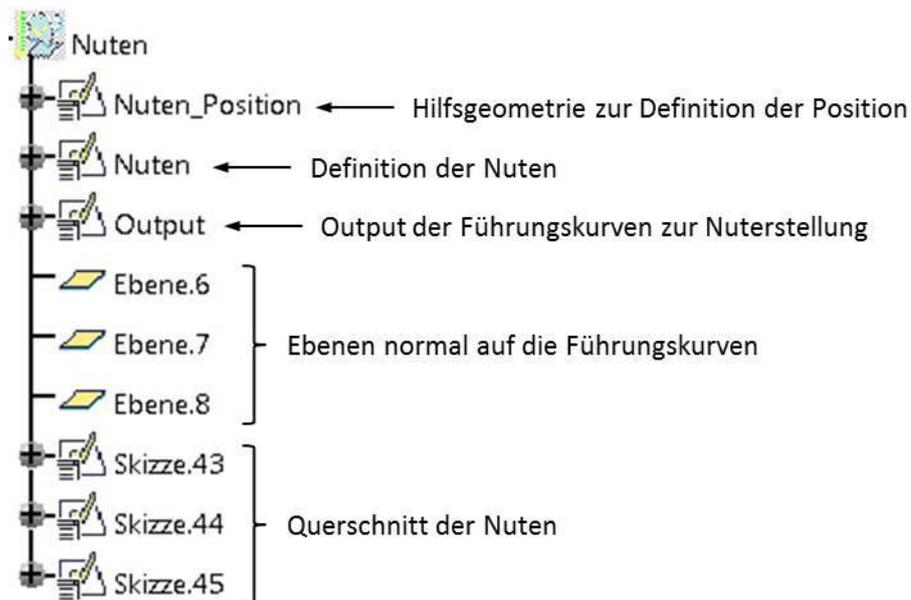 Nuten
Nuten_Position Hilfsgeometrie zur Definition der Position
Nuten Definition der Nuten
Output Output der Führungskurven zur Nuterstellung
Ebene.6
Ebene.7 Ebenen normal auf die Führungskurven
Ebene.8
Skizze.43
Skizze.44 Querschnitt der Nuten
Skizze.45